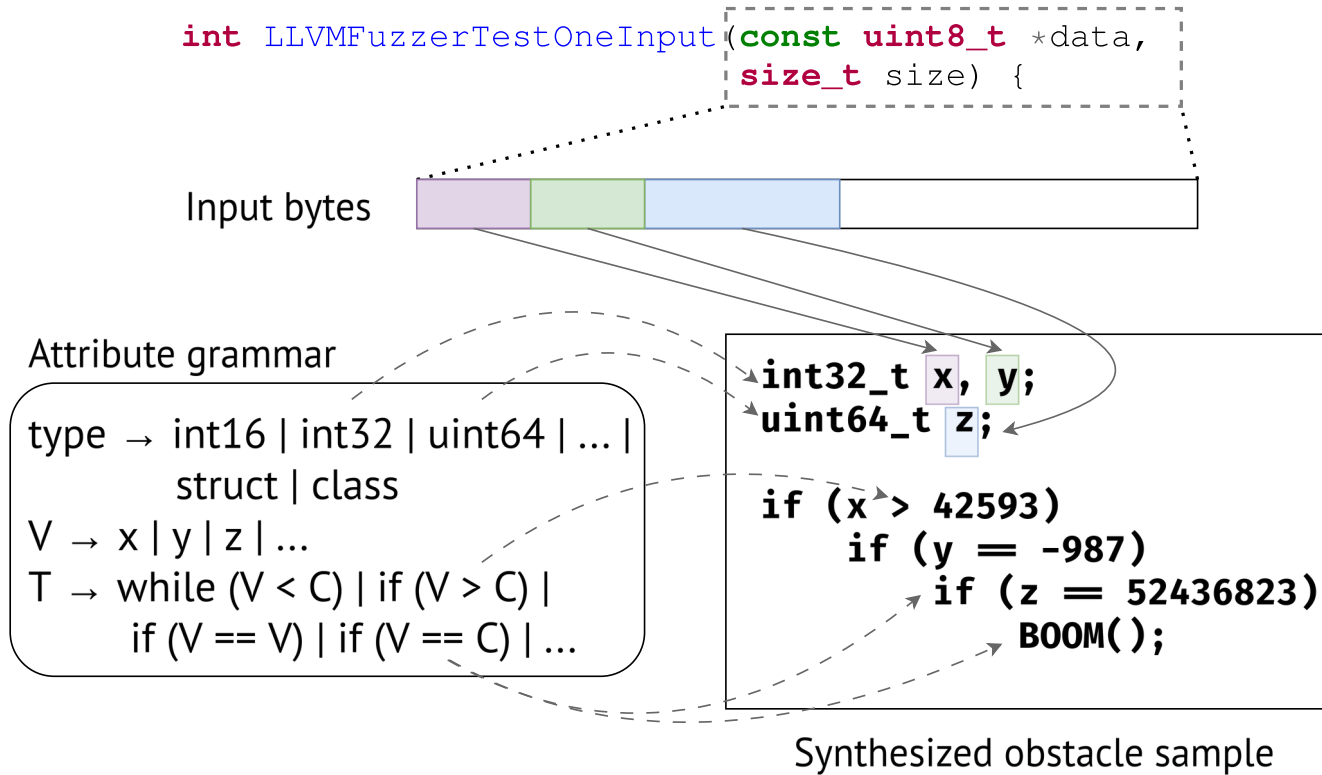 int LLVMFuzzerTestOneInput(const uint8_t *data,
size_t size) {
Input bytes
Attribute grammar
type → int16 | int32 | uint64 | ... |
struct | class
V → x | y | z | ...
T → while (V < C) | if (V > C) |
if (V == V) | if (V == C) | ...
int32_t x, y;
uint64_t z;
if (x > 42593)
if (y == -987)
if (z == 52436823)
BOOM();
Synthesized obstacle sample